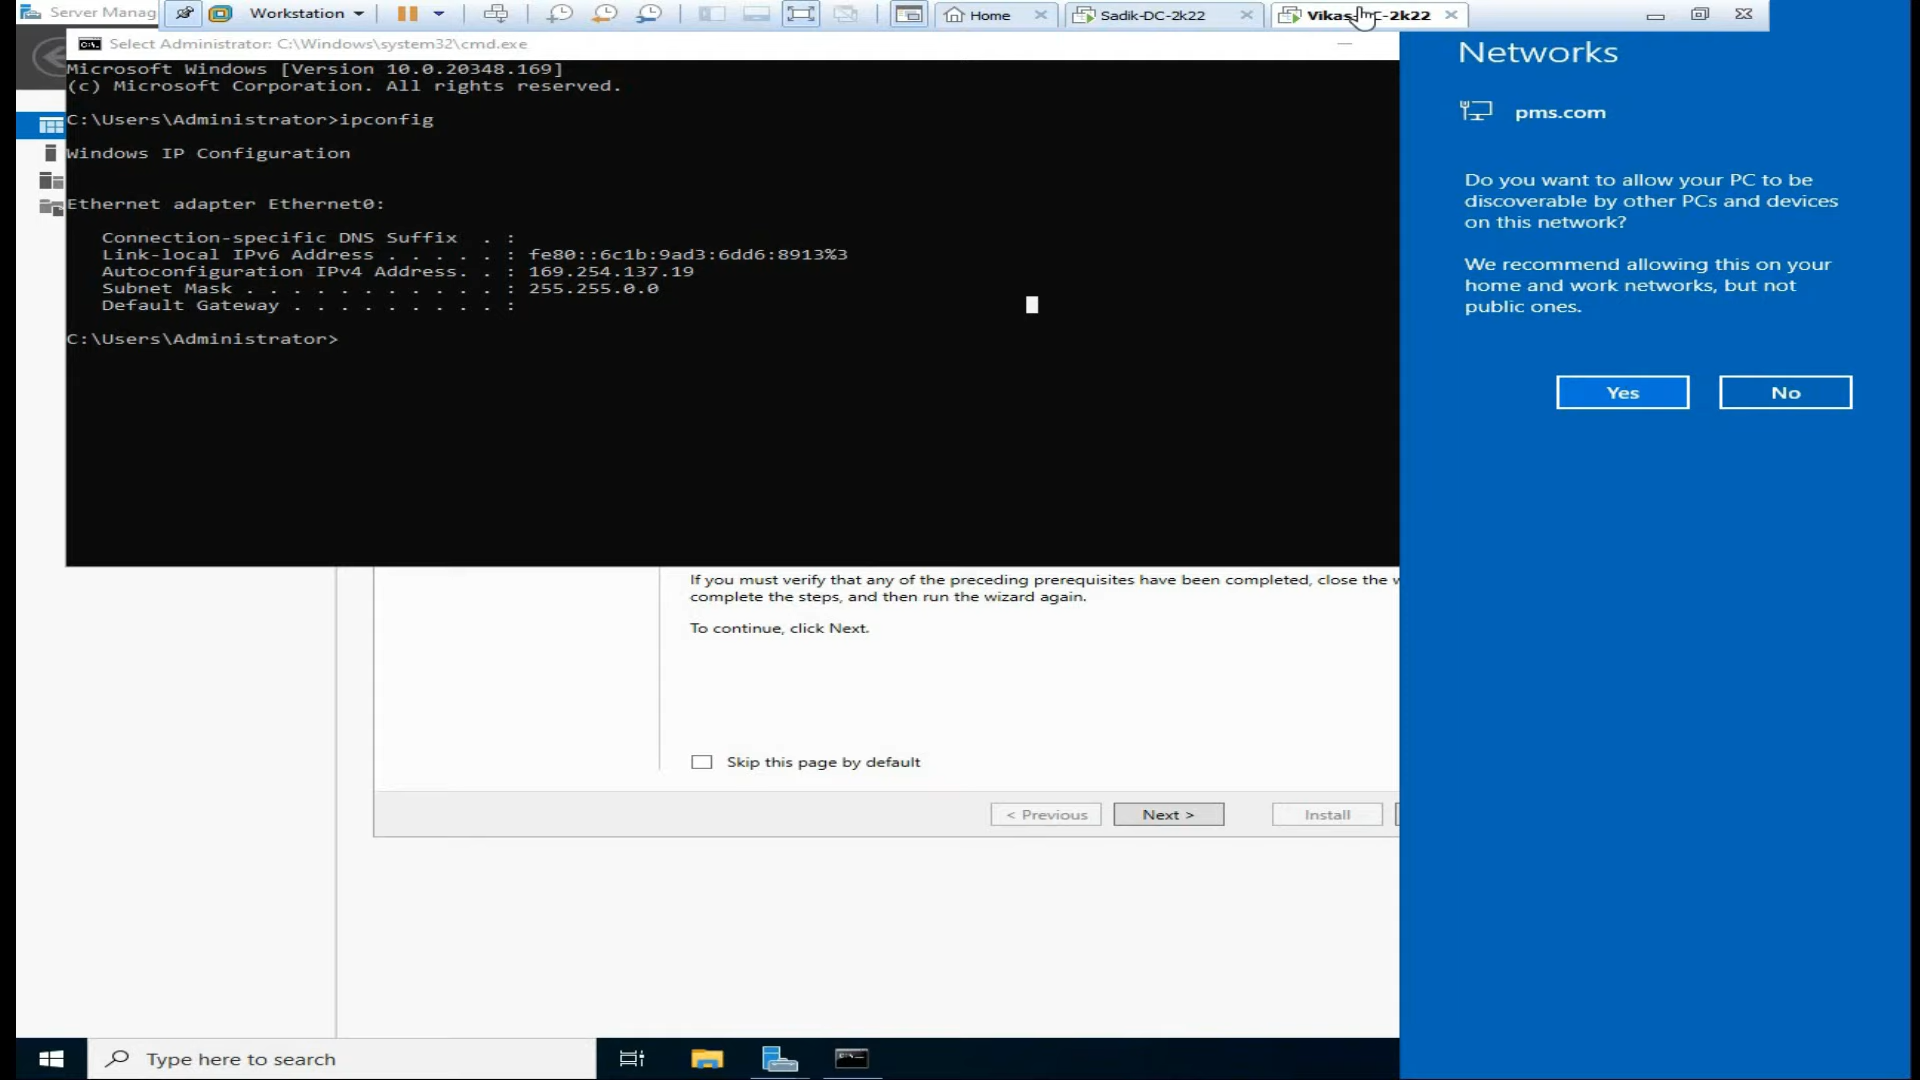 Server Manag
Workstation
Home
Sadik-DC-2k22
Vikas-DC-2k22
Select Administrator: C:\Windows\system32\cmd.exe
Microsoft Windows [Version 10.0.20348.169]
(c) Microsoft Corporation. All rights reserved.
C:\Users\Administrator>ipconfig
Windows IP Configuration
Ethernet adapter Ethernet0:
Connection-specific DNS Suffix  . :
Link-local IPv6 Address . . . . . : fe80::6c1b:9ad3:6dd6:8913%3
Autoconfiguration IPv4 Address. . : 169.254.137.19
Subnet Mask . . . . . . . . . . . : 255.255.0.0
Default Gateway . . . . . . . . . :
C:\Users\Administrator>
If you must verify that any of the preceding prerequisites have been completed, close the w
complete the steps, and then run the wizard again.
To continue, click Next.
Skip this page by default
< Previous
Next >
Install
Networks
pms.com
Do you want to allow your PC to be
discoverable by other PCs and devices
on this network?
We recommend allowing this on your
home and work networks, but not
public ones.
Yes
No
Type here to search